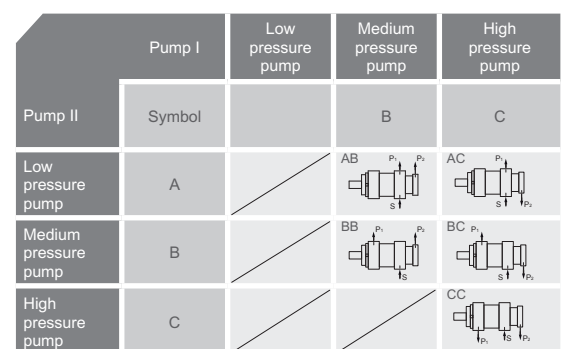 Pump I
Low
pressure
pump
Medium
pressure
pump
High
pressure
pump
Pump II
Symbol
B
C
Low
pressure
pump
A
AB
P1
P2
S
AC
P1
S
P2
Medium
pressure
pump
B
BB
P1
P2
S
BC
P1
S
P2
High
pressure
pump
C
CC
P1
S
P2